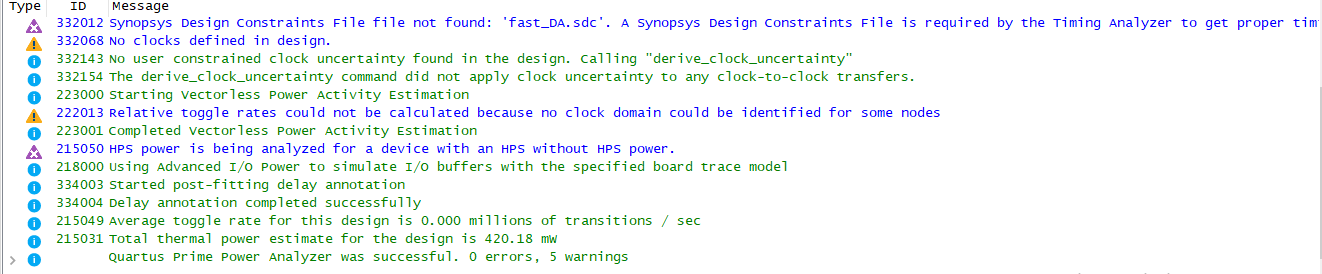 Type ID Message
332012 Synopsys Design Constraints File file not found: 'fast_DA.sdc'. A Synopsys Design Constraints File is required by the Timing Analyzer to get proper
332068 No clocks defined in design.
332143 No user constrained clock uncertainty found in the design. Calling "derive_clock_uncertainty"
332154 The derive_clock_uncertainty command did not apply clock uncertainty to any clock-to-clock transfers.
223000 Starting Vectorless Power Activity Estimation
222013 Relative toggle rates could not be calculated because no clock domain could be identified for some nodes
223001 Completed Vectorless Power Activity Estimation
215050 HPS power is being analyzed for a device with an HPS without HPS power.
218000 Using Advanced I/O Power to simulate I/O buffers with the specified board trace model
334003 Started post-fitting delay annotation
334004 Delay annotation completed successfully
215049 Average toggle rate for this design is 0.000 millions of transitions / sec
215031 Total thermal power estimate for the design is 420.18 mW
Quartus Prime Power Analyzer was successful. 0 errors, 5 warnings